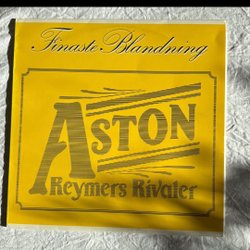 Finaste Blandning
ASTON
Reymers Rivaler